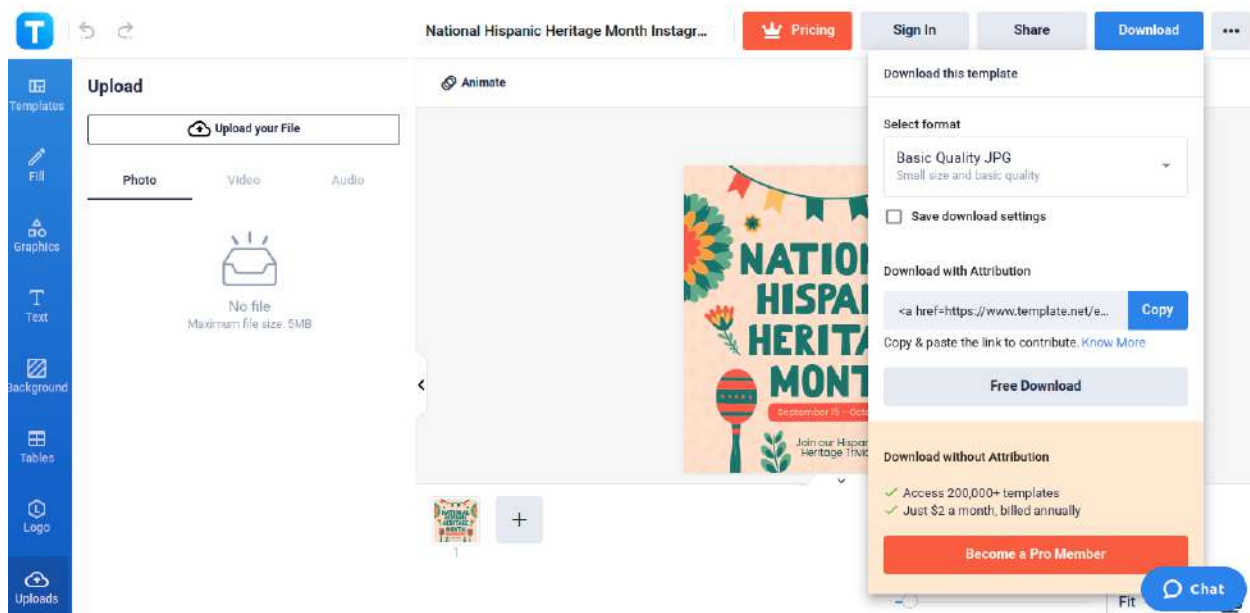 T
National Hispanic Heritage Month Instagr...
Pricing
Sign In
Share
Download
Templates
Fill
Graphics
Text
Background
Tables
Logo
Uploads
Upload
Upload your File
Photo
Video
Audio
No file
Maximum file size: 5MB
Animate
NATIO
HISPA
HERITA
MONT
September 15 - Octo
Join our Hispan
Heritage Trivia
NATIONAL
HISPANIC
HERITAGE
MONTH
1
Download this template
Select format
Basic Quality JPG
Small size and basic quality
Save download settings
Download with Attribution
<a href=https://www.template.net/e...
Copy
Copy & paste the link to contribute. Know More
Free Download
Download without Attribution
Access 200,000+ templates
Just $2 a month, billed annually
Become a Pro Member
Fit
Chat